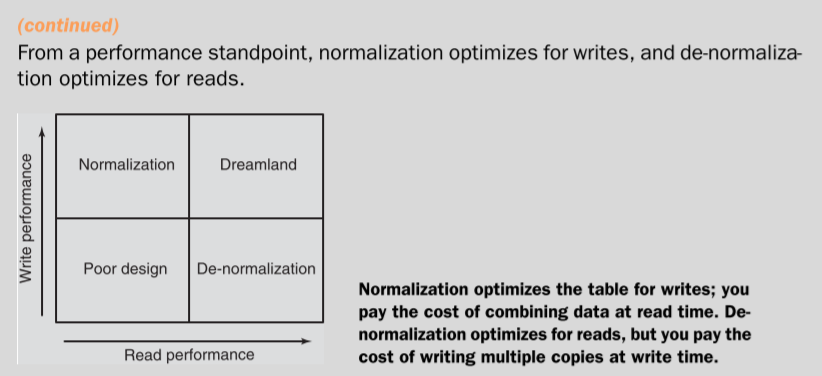 (continued)
From a performance standpoint, normalization optimizes for writes, and de-normaliza-
tion optimizes for reads.
Write performance
Normalization
Dreamland
Poor design
De-normalization
Read performance
Normalization optimizes the table for writes; you
pay the cost of combining data at read time. De-
normalization optimizes for reads, but you pay the
cost of writing multiple copies at write time.